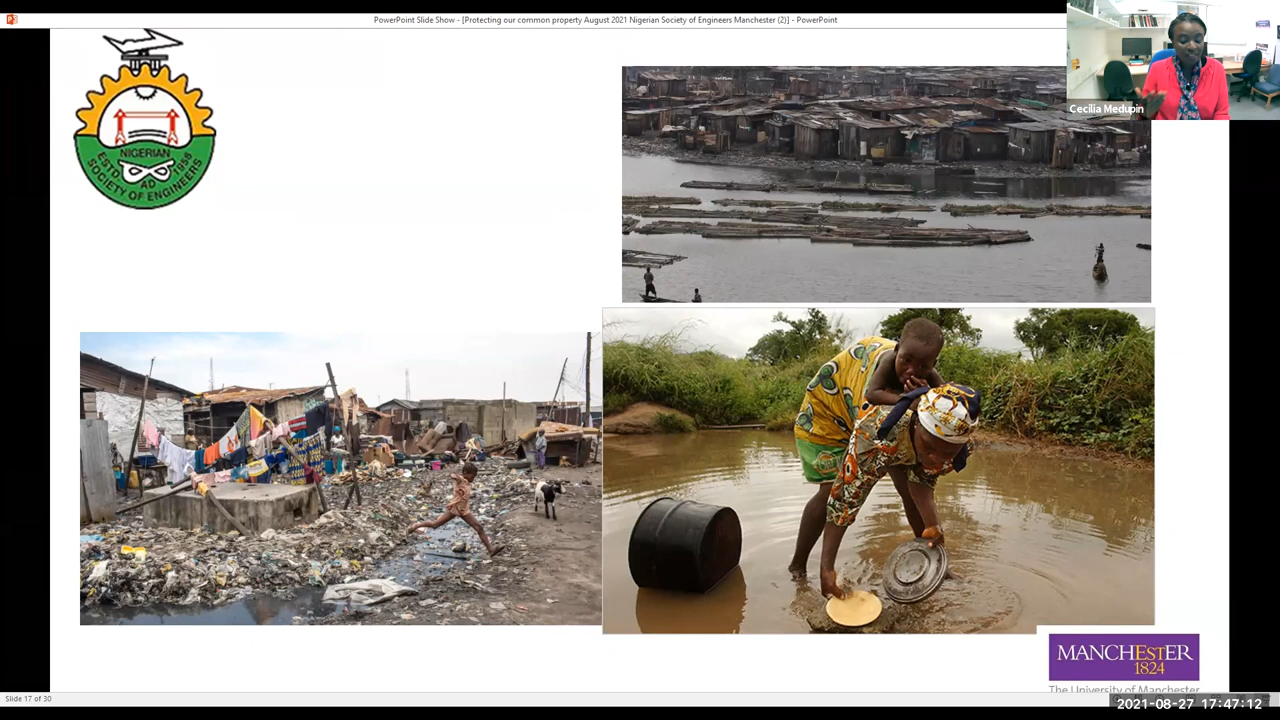 PowerPoint Slide Show - [Protecting our common property August 2021 Nigerian Society of Engineers Manchester (2)] - PowerPoint
Cecilia Medupin
NIGERIAN
ESTD AD 1958
SOCIETY OF ENGINEERS
MANCHESTER
1824
The University of Manchester
Slide 17 of 30
2021-08-27 17:47:12